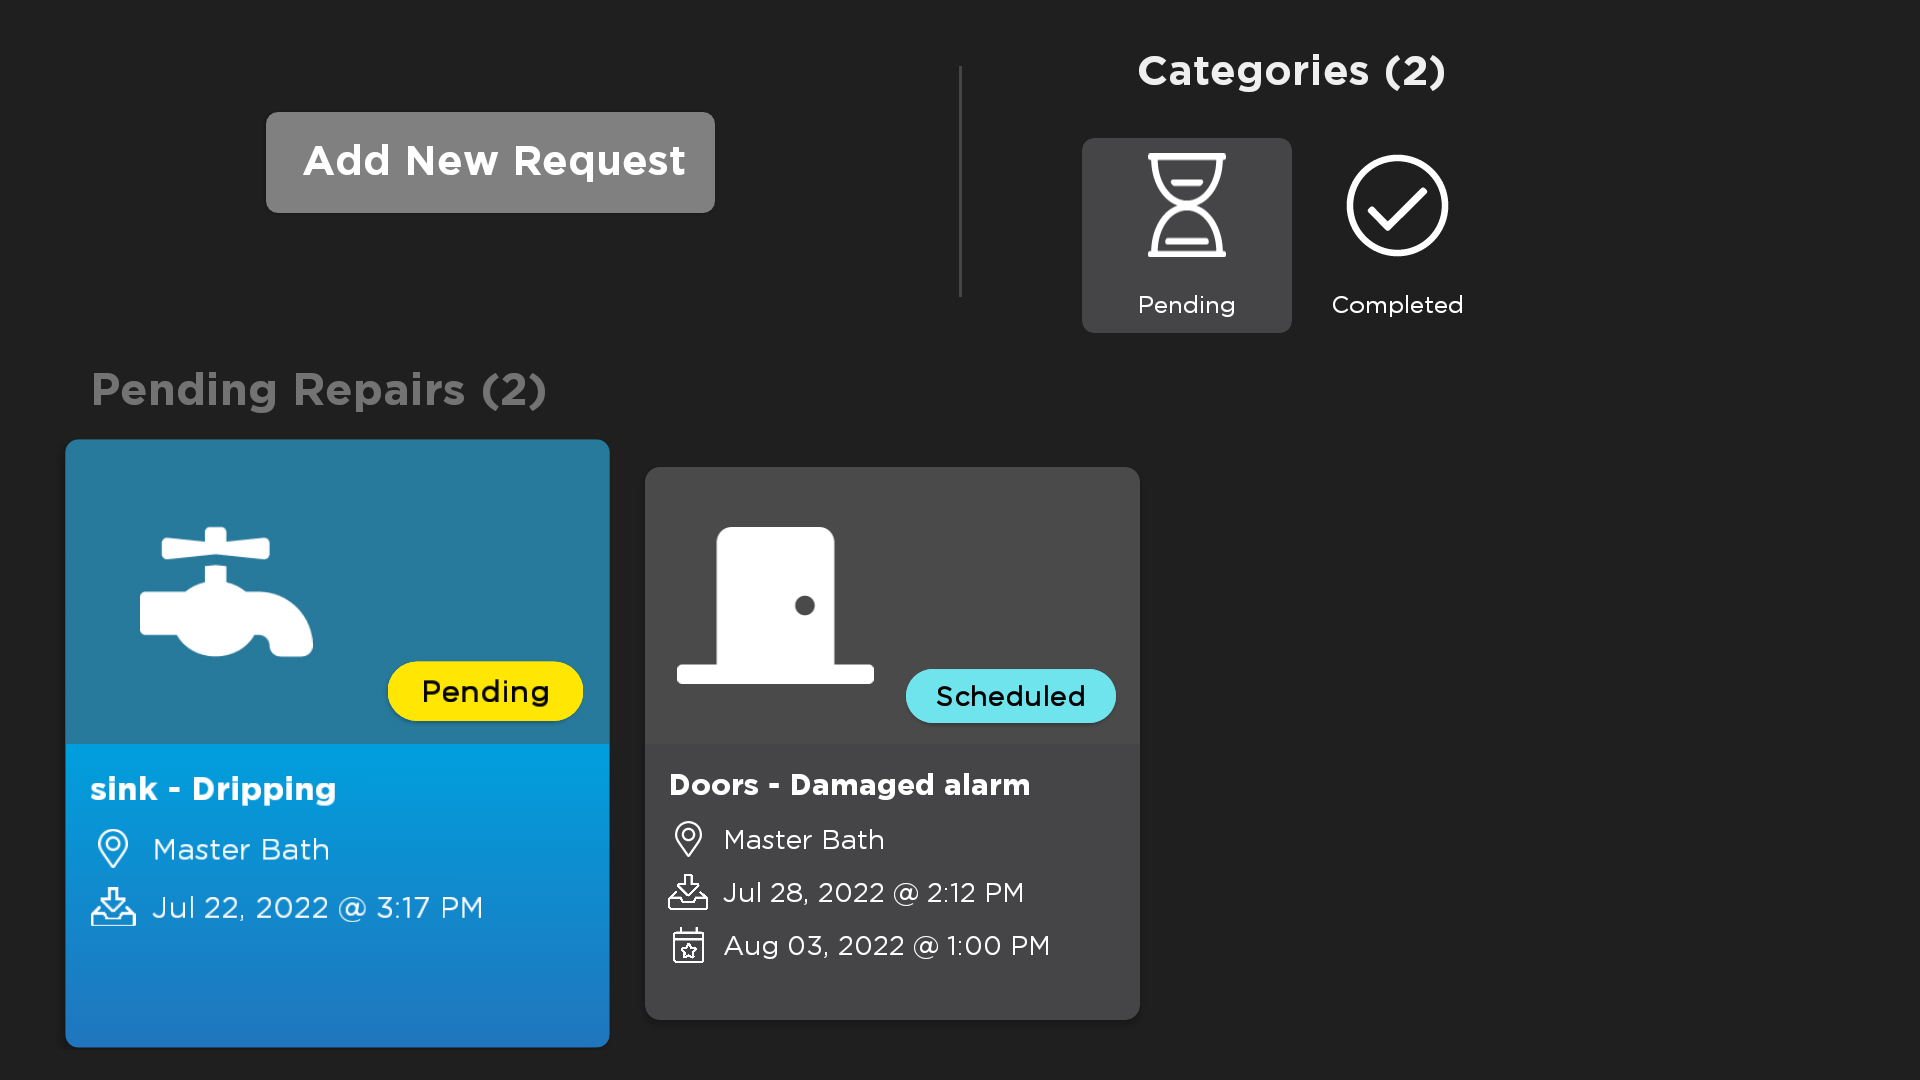 Add New Request
Categories (2)
Pending
Completed
Pending Repairs (2)
Pending
sink - Dripping
Master Bath
Jul 22, 2022 @ 3:17 PM
Scheduled
Doors - Damaged alarm
Master Bath
Jul 28, 2022 @ 2:12 PM
Aug 03, 2022 @ 1:00 PM